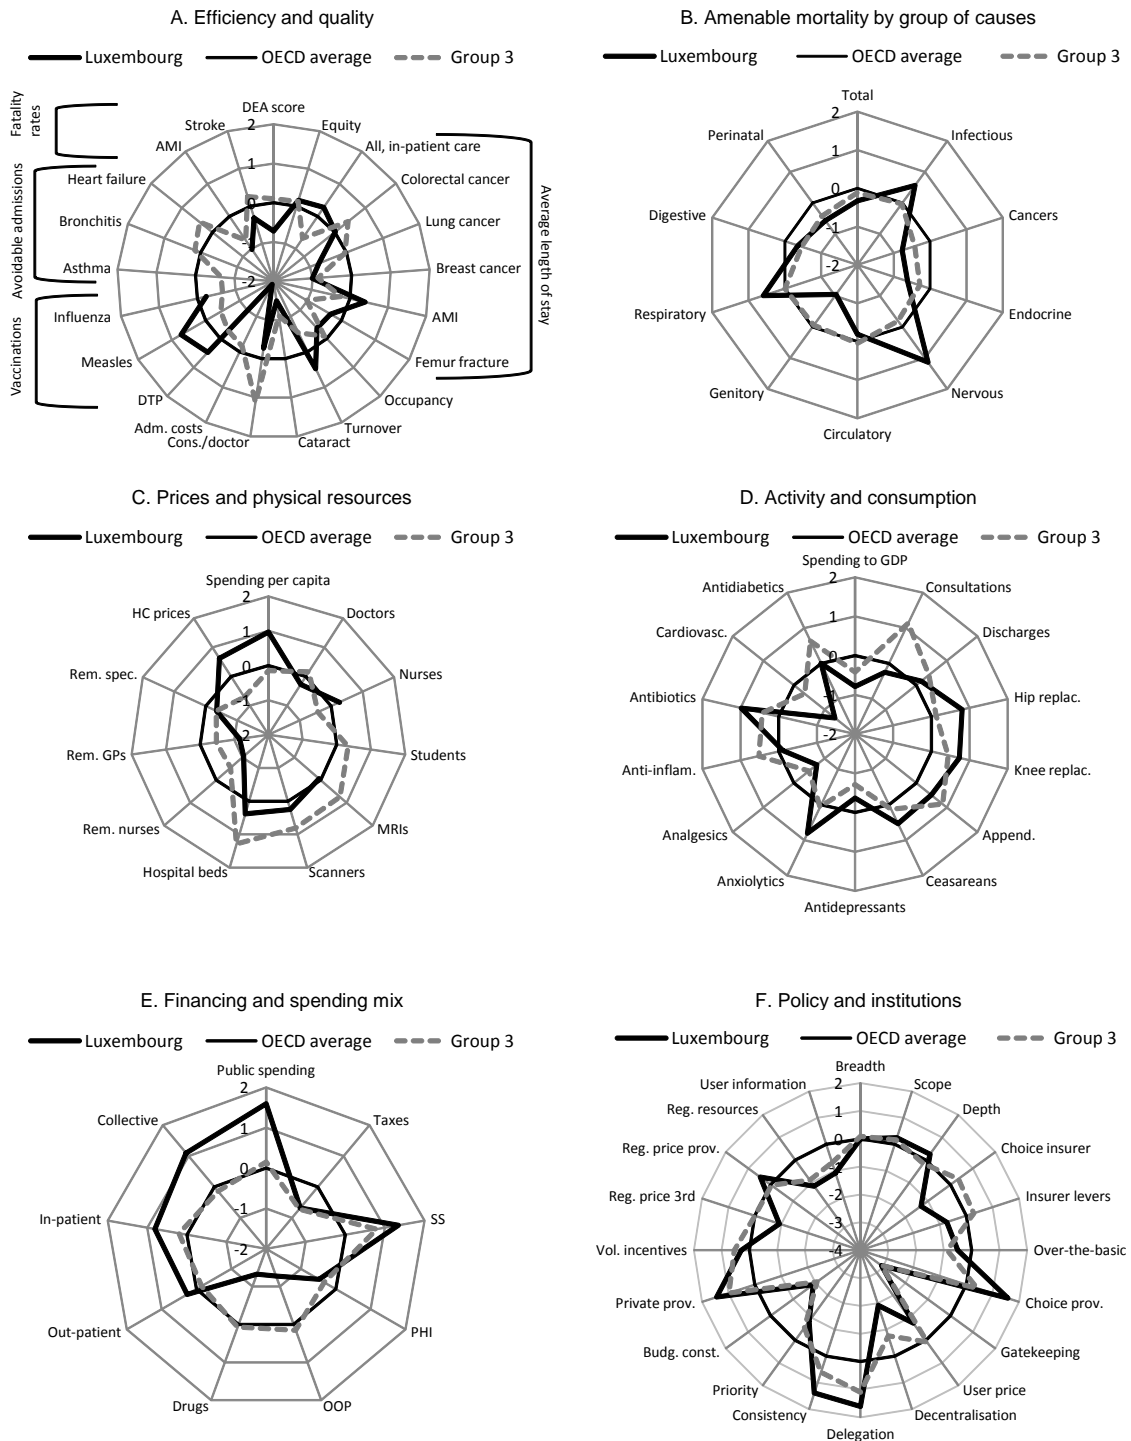 A. Efficiency and quality
Luxembourg OECD average Group 3
Fatality rates
Avoidable admissions
Vaccinations
Average length of stay
DEA score
Equity
All, in-patient care
Colorectal cancer
Lung cancer
Breast cancer
AMI
Femur fracture
Occupancy
Turnover
Cataract
Cons./doctor
Adm. costs
DTP
Measles
Influenza
Asthma
Bronchitis
Heart failure
AMI
Stroke
2
1
0
-1
-2
B. Amenable mortality by group of causes
Luxembourg OECD average Group 3
Total
Infectious
Cancers
Endocrine
Nervous
Circulatory
Genitory
Respiratory
Digestive
Perinatal
2
1
0
-1
-2
C. Prices and physical resources
Luxembourg OECD average Group 3
Spending per capita
Doctors
Nurses
Students
MRIs
Scanners
Hospital beds
Rem. nurses
Rem. GPs
Rem. spec.
HC prices
2
1
0
1
2
D. Activity and consumption
Luxembourg OECD average Group 3
Spending to GDP
Consultations
Discharges
Hip replac.
Knee replac.
Append.
Ceasareans
Antidepressants
Anxiolytics
Analgesics
Anti-inflam.
Antibiotics
Cardiovasc.
Antidiabetics
2
1
0
-1
-2
E. Financing and spending mix
Luxembourg OECD average Group 3
Public spending
Taxes
SS
PHI
OOP
Drugs
Out-patient
In-patient
Collective
2
1
0
-1
-2
F. Policy and institutions
Luxembourg OECD average Group 3
Breadth
Scope
Depth
Choice insurer
Insurer levers
Over-the-basic
Choice prov.
Gatekeeping
User price
Decentralisation
Delegation
Consistency
Priority
Budg. const.
Private prov.
Vol. incentives
Reg. price 3rd
Reg. price prov.
Reg. resources
User information
2
1
0
-1
-2
-3
-4